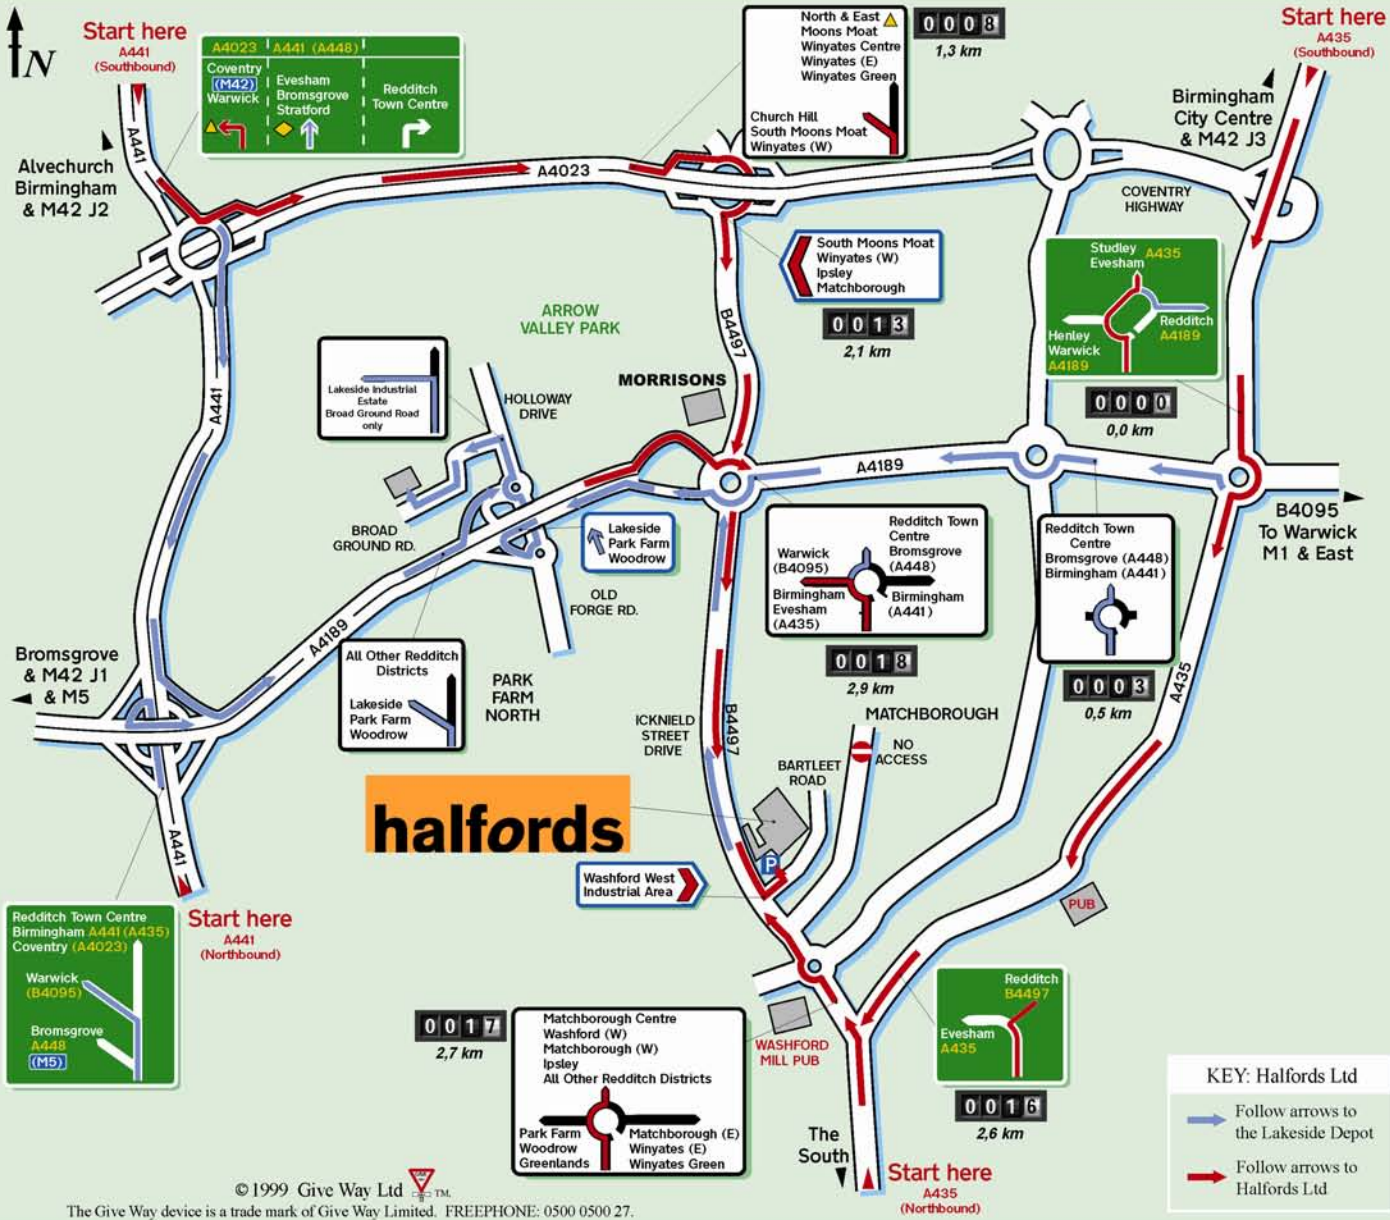 N
Start here
A441
(Southbound)
A4023 A441 (A448)
Coventry
(M42)
Warwick
Evesham
Bromsgrove
Stratford
Redditch
Town Centre
A441
Alvechurch
Birmingham
& M42 J2
A4023
North & East
Moons Moat
Winyates Centre
Winyates (E)
Winyates Green
Church Hill
South Moons Moat
Winyates (W)
0008
1,3 km
Start here
A435
(Southbound)
Birmingham
City Centre
& M42 J3
COVENTRY
HIGHWAY
South Moons Moat
Winyates (W)
Ipsley
Matchborough
0013
2,1 km
Studley
Evesham
A435
Redditch
A4189
Henley
Warwick
A4189
0000
0,0 km
ARROW
VALLEY PARK
B4497
A441
Lakeside Industrial
Estate
Broad Ground Road
only
HOLLOWAY
DRIVE
MORRISONS
A4189
BROAD
GROUND RD.
Lakeside
Park Farm
Woodrow
OLD
FORGE RD.
B4095
To Warwick
M1 & East
Redditch Town
Centre
Bromsgrove
(A448)
Warwick
(B4095)
Birmingham
Evesham
(A435)
Birmingham
(A441)
0018
2,9 km
Redditch Town
Centre
Bromsgrove (A448)
Birmingham (A441)
0003
0,5 km
A4189
Bromsgrove
& M42 J1
& M5
All Other Redditch
Districts
Lakeside
Park Farm
Woodrow
PARK
FARM
NORTH
ICKNIELD
STREET
DRIVE
B4497
A435
MATCHBOROUGH
NO
ACCESS
BARTLEET
ROAD
halfords
P
Washford West
Industrial Area
A441
Start here
A441
(Northbound)
Redditch Town Centre
Birmingham A441 (A435)
Coventry (A4023)
Warwick
(B4095)
Bromsgrove
A448
(M5)
PUB
Redditch
B4497
Evesham
A435
0016
2,6 km
0017
2,7 km
Matchborough Centre
Washford (W)
Matchborough (W)
Ipsley
All Other Redditch Districts
Park Farm
Woodrow
Greenlands
Matchborough (E)
Winyates (E)
Winyates Green
WASHFORD
MILL PUB
The
South
Start here
A435
(Northbound)
KEY: Halfords Ltd
Follow arrows to
the Lakeside Depot
Follow arrows to
Halfords Ltd
© 1999 Give Way Ltd TM.
The Give Way device is a trade mark of Give Way Limited. FREEPHONE: 0500 0500 27.